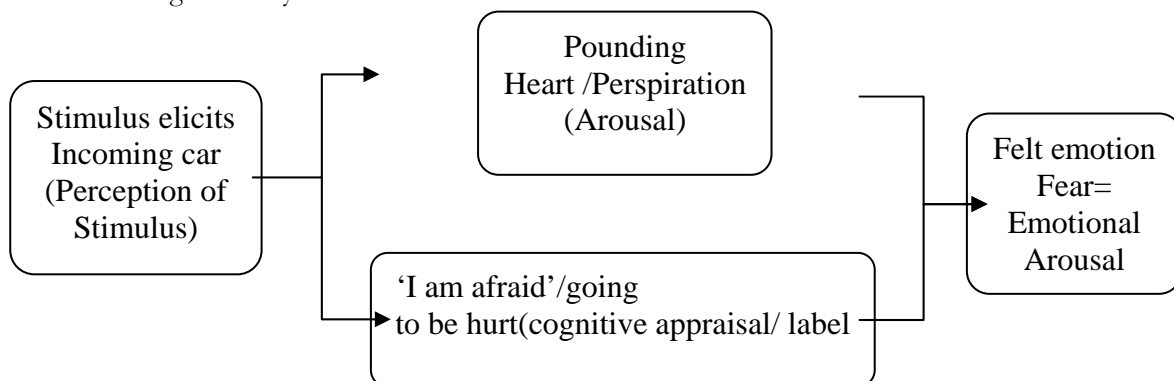 Stimulus elicits
Incoming car
(Perception of
Stimulus)
Pounding
Heart /Perspiration
(Arousal)
‘I am afraid’/going
to be hurt(cognitive appraisal/ label
Felt emotion
Fear=
Emotional
Arousal